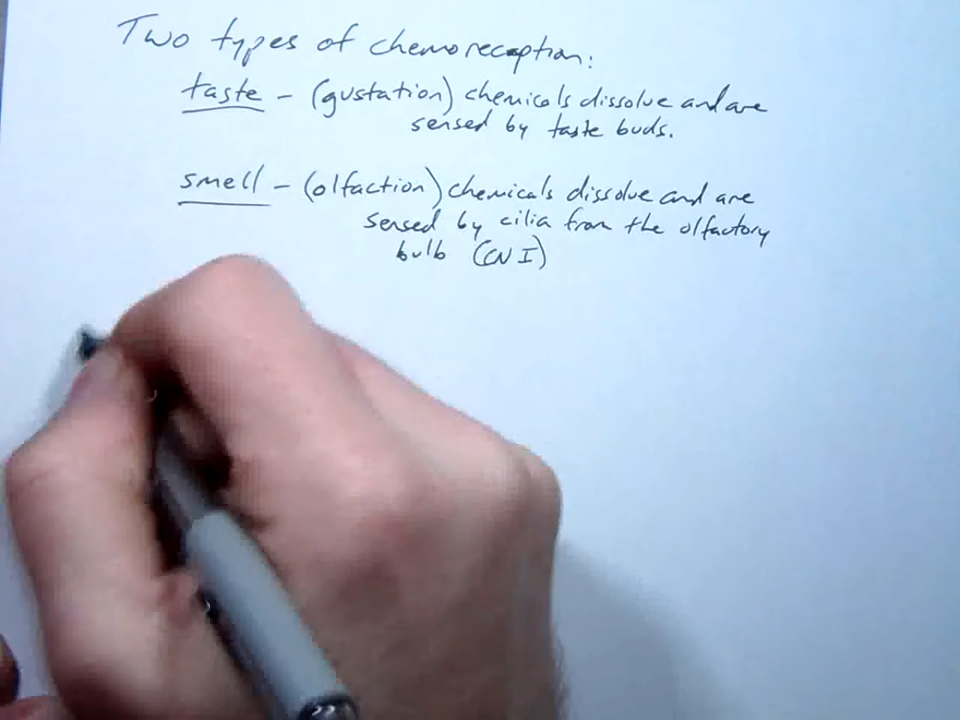 Two types of chemoreception:
taste - (gustation) chemicals dissolve and are
sensed by taste buds.
smell - (olfaction) chemicals dissolve and are
sensed by cilia from the olfactory
bulb (CN I)